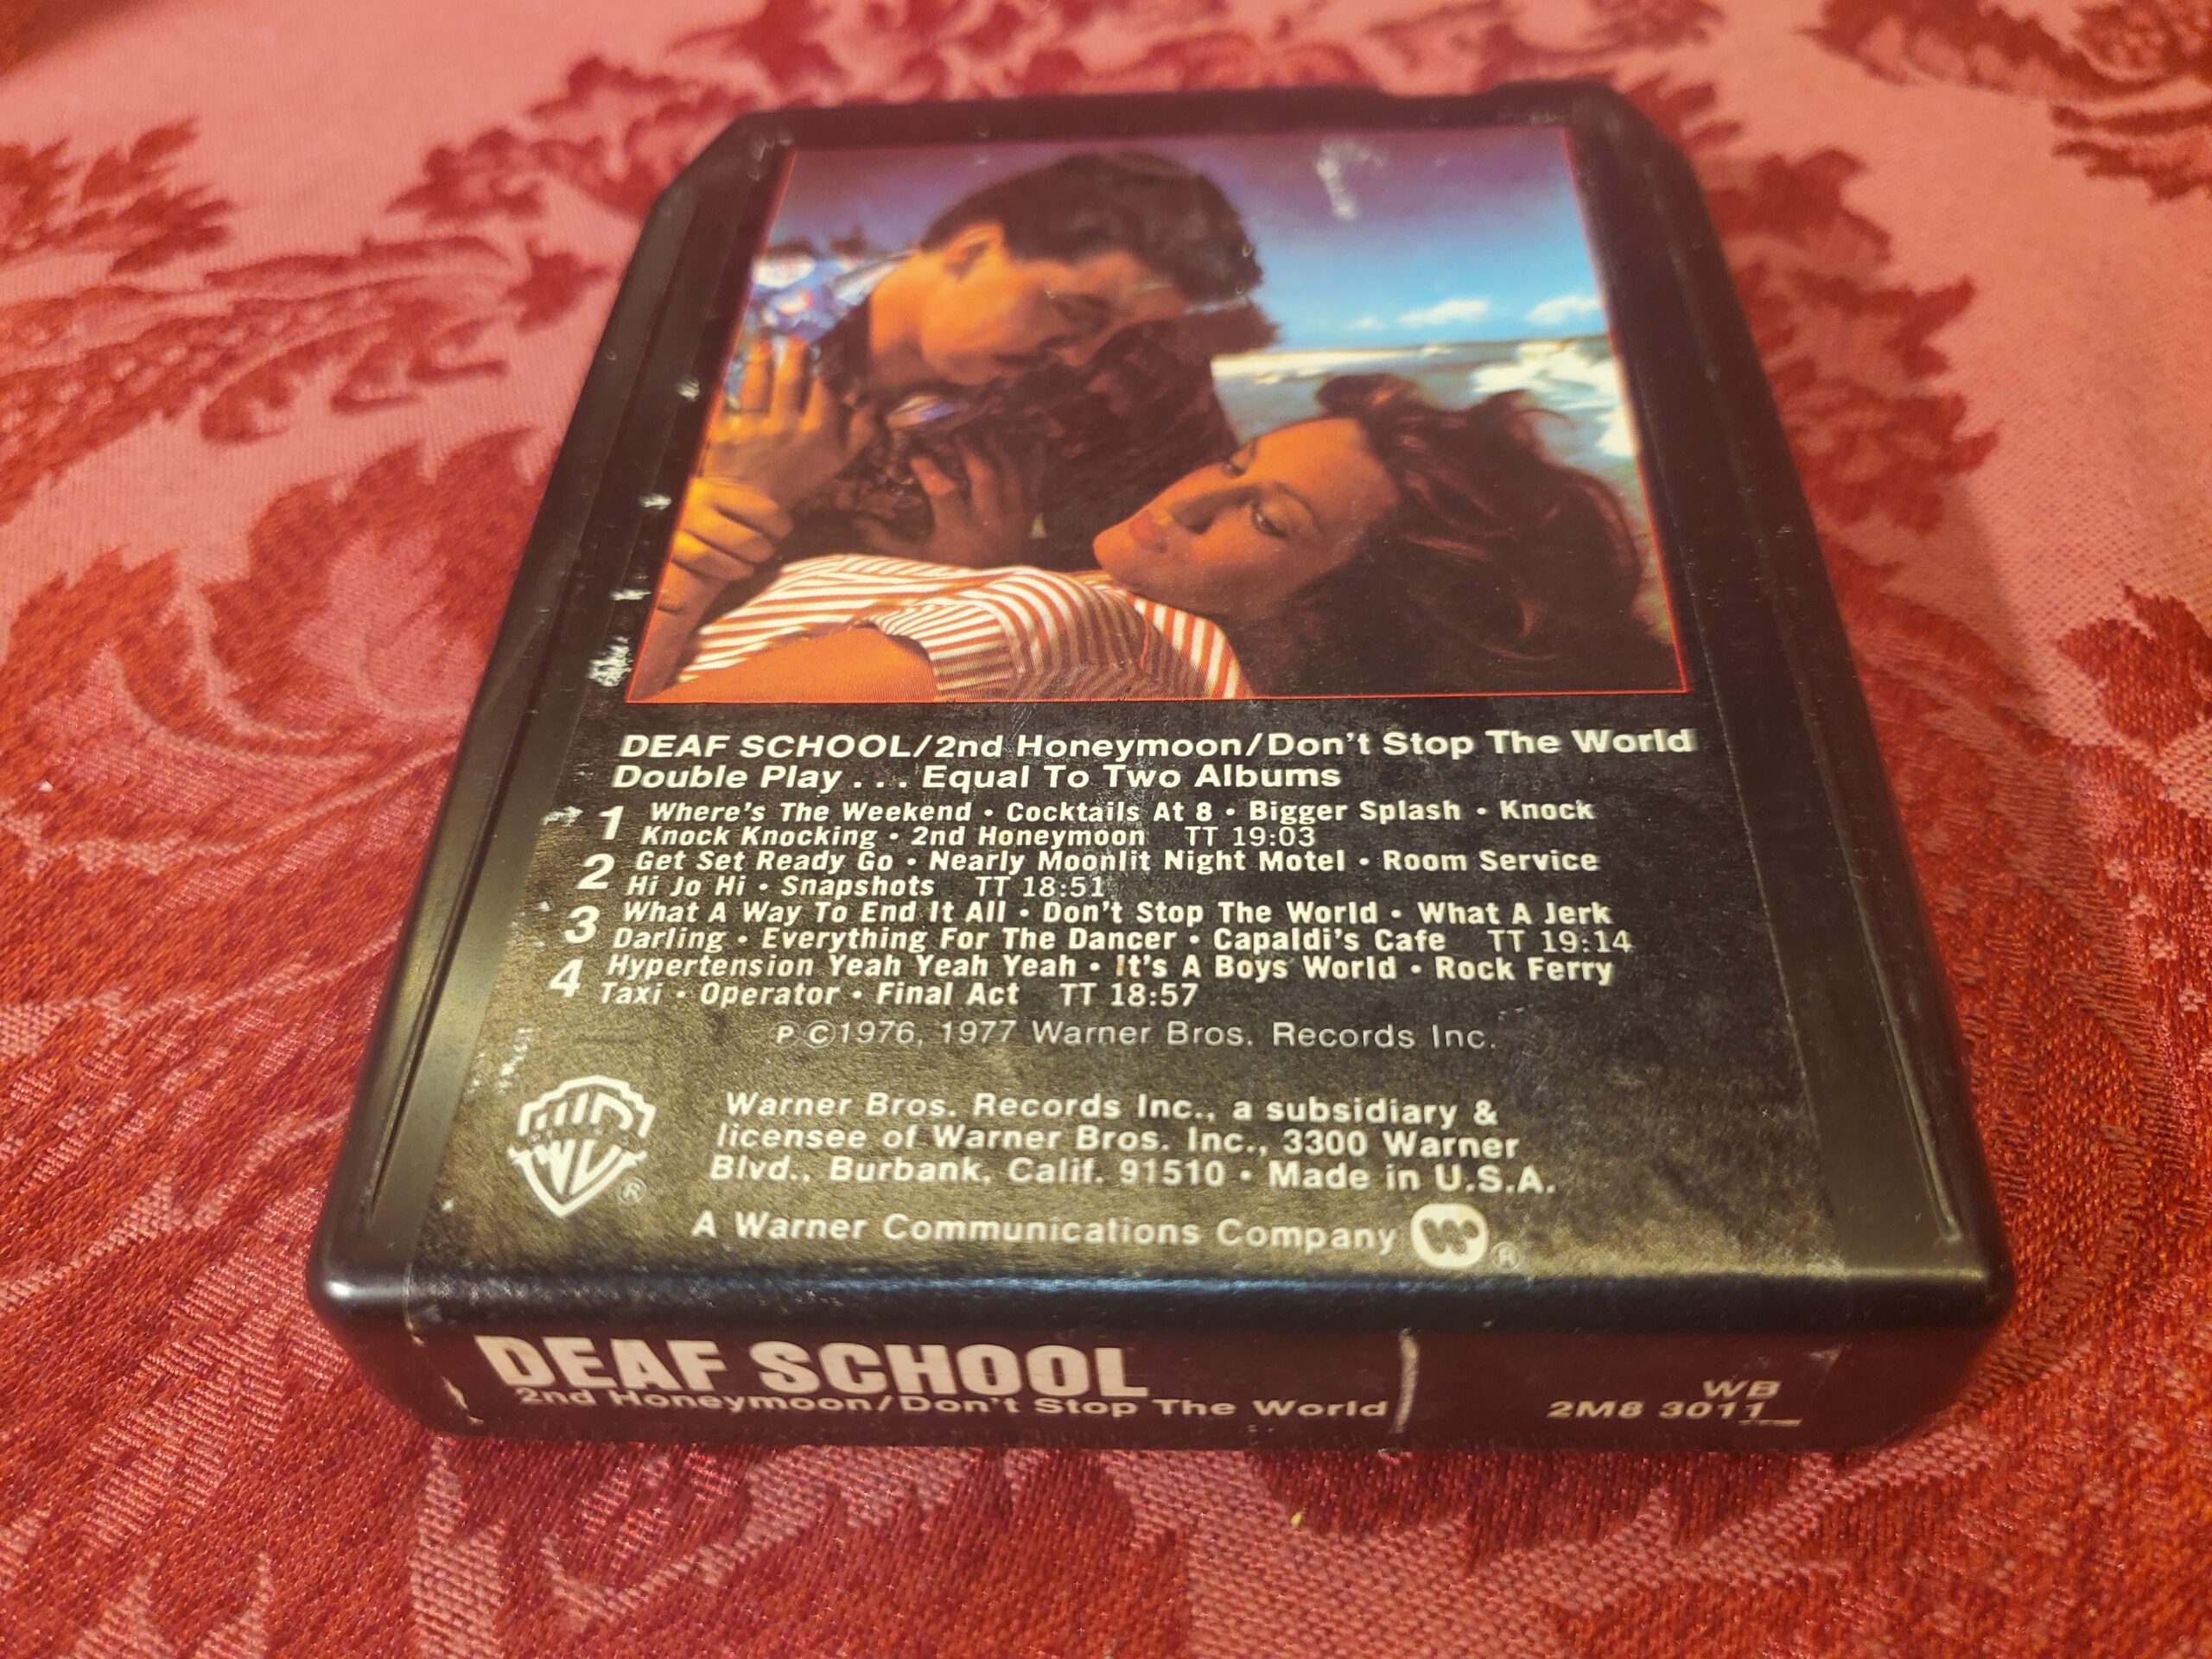 DEAF SCHOOL/2nd Honeymoon/Don't Stop The World
Double Play . . . Equal To Two Albums
1 Where's The Weekend • Cocktails At 8 • Bigger Splash • Knock
Knock Knocking • 2nd Honeymoon TT 19:03
2 Get Set Ready Go • Nearly Moonlit Night Motel • Room Service
Hi Jo Hi • Snapshots TT 18:51
3 What A Way To End It All • Don't Stop The World • What A Jerk
Darling • Everything For The Dancer • Capaldi's Cafe TT 19:14
4 Hypertension Yeah Yeah Yeah • It's A Boys World • Rock Ferry
Taxi • Operator • Final Act TT 18:57
P ©1976, 1977 Warner Bros. Records Inc.
Warner Bros. Records Inc., a subsidiary &
licensee of Warner Bros. Inc., 3300 Warner
Blvd., Burbank, Calif. 91510 • Made in U.S.A.
®
A Warner Communications Company ®
DEAF SCHOOL
2nd Honeymoon/Don't Stop The World
WB
2M8 3011